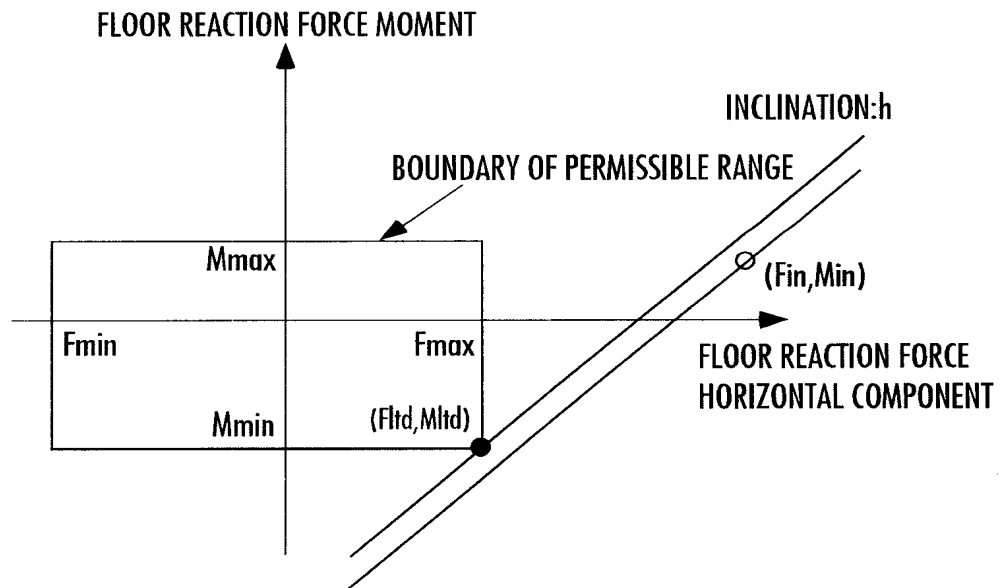 FLOOR REACTION FORCE MOMENT
INCLINATION:h
BOUNDARY OF PERMISSIBLE RANGE
Mmax
(Fin,Min)
Fmin
Fmax
FLOOR REACTION FORCE
HORIZONTAL COMPONENT
Mmin
(Fltd,Mltd)